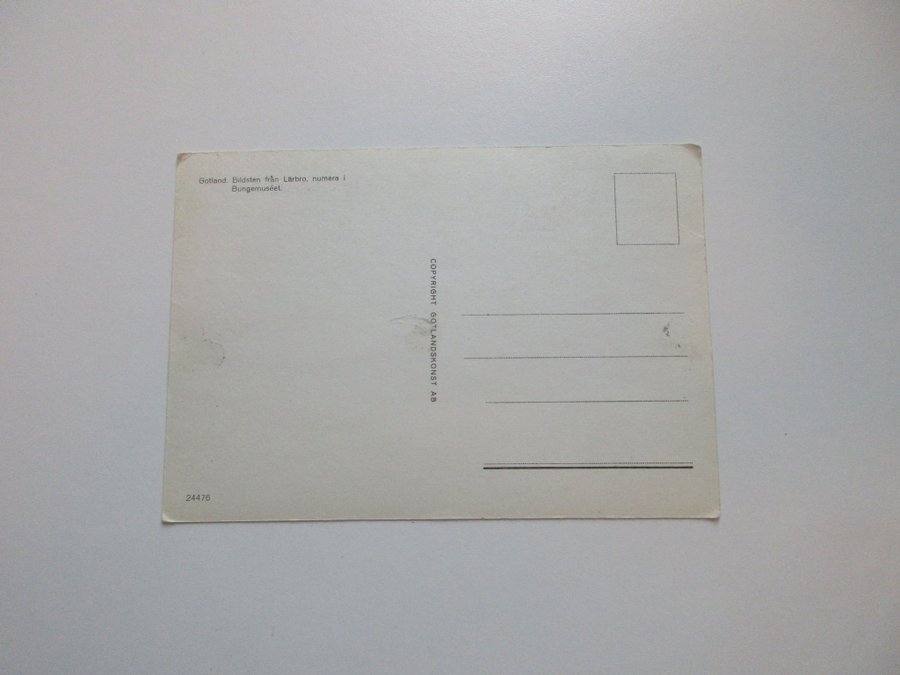 Gotland. Bildsten från Lärbro, numera i
Bungemuséet.
COPYRIGHT GOTLANDSKONST AB
24476